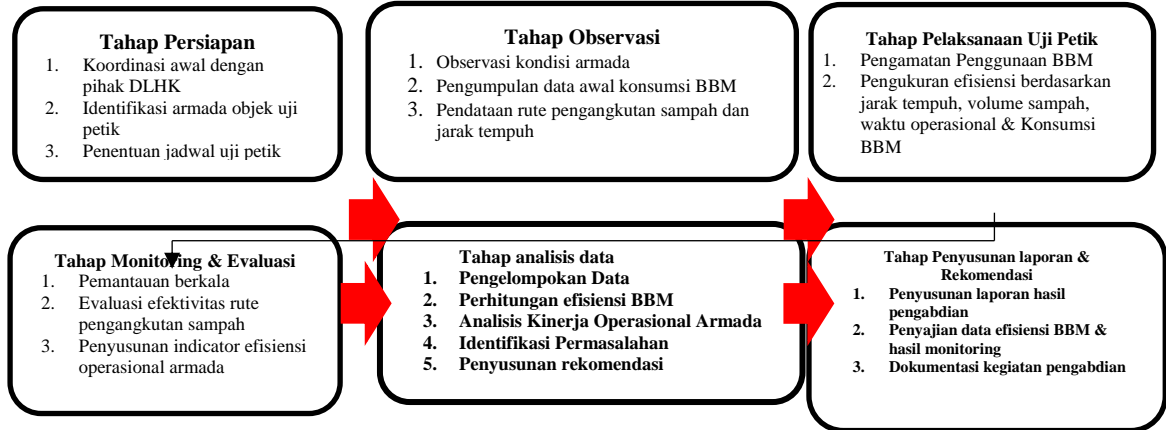 Tahap Persiapan
1. Koordinasi awal dengan
pihak DLHK
2. Identifikasi armada objek uji
petik
3. Penentuan jadwal uji petik
Tahap Observasi
1. Observasi kondisi armada
2. Pengumpulan data awal konsumsi BBM
3. Pendataan rute pengangkutan sampah dan
jarak tempuh
Tahap Pelaksanaan Uji Petik
1. Pengamatan Penggunaan BBM
2. Pengukuran efisiensi berdasarkan
jarak tempuh, volume sampah,
waktu operasional & Konsumsi
BBM
Tahap Monitoring & Evaluasi
1. Pemantauan berkala
2. Evaluasi efektivitas rute
pengangkutan sampah
3. Penyusunan indicator efisiensi
operasional armada
Tahap analisis data
1. Pengelompokan Data
2. Perhitungan efisiensi BBM
3. Analisis Kinerja Operasional Armada
4. Identifikasi Permasalahan
5. Penyusunan rekomendasi
Tahap Penyusunan laporan &
Rekomendasi
1. Penyusunan laporan hasil
pengabdian
2. Penyajian data efisiensi BBM &
hasil monitoring
3. Dokumentasi kegiatan pengabdian